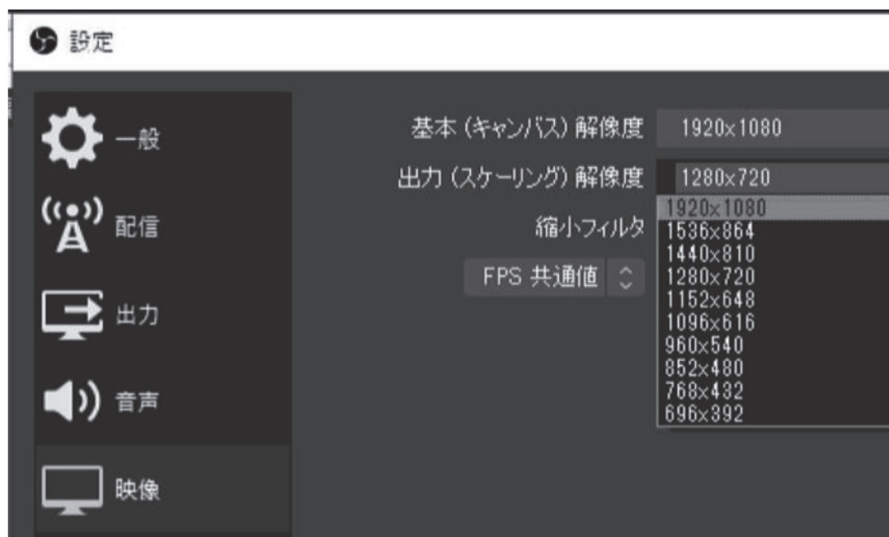 設定
一般
配信
出力
音声
映像
基本 (キャンバス) 解像度
1920x1080
出力 (スケーリング) 解像度
1280x720
縮小フィルタ
FPS 共通値
1920x1080
1536x864
1440x810
1280x720
1152x648
1096x616
960x540
852x480
768x432
696x392